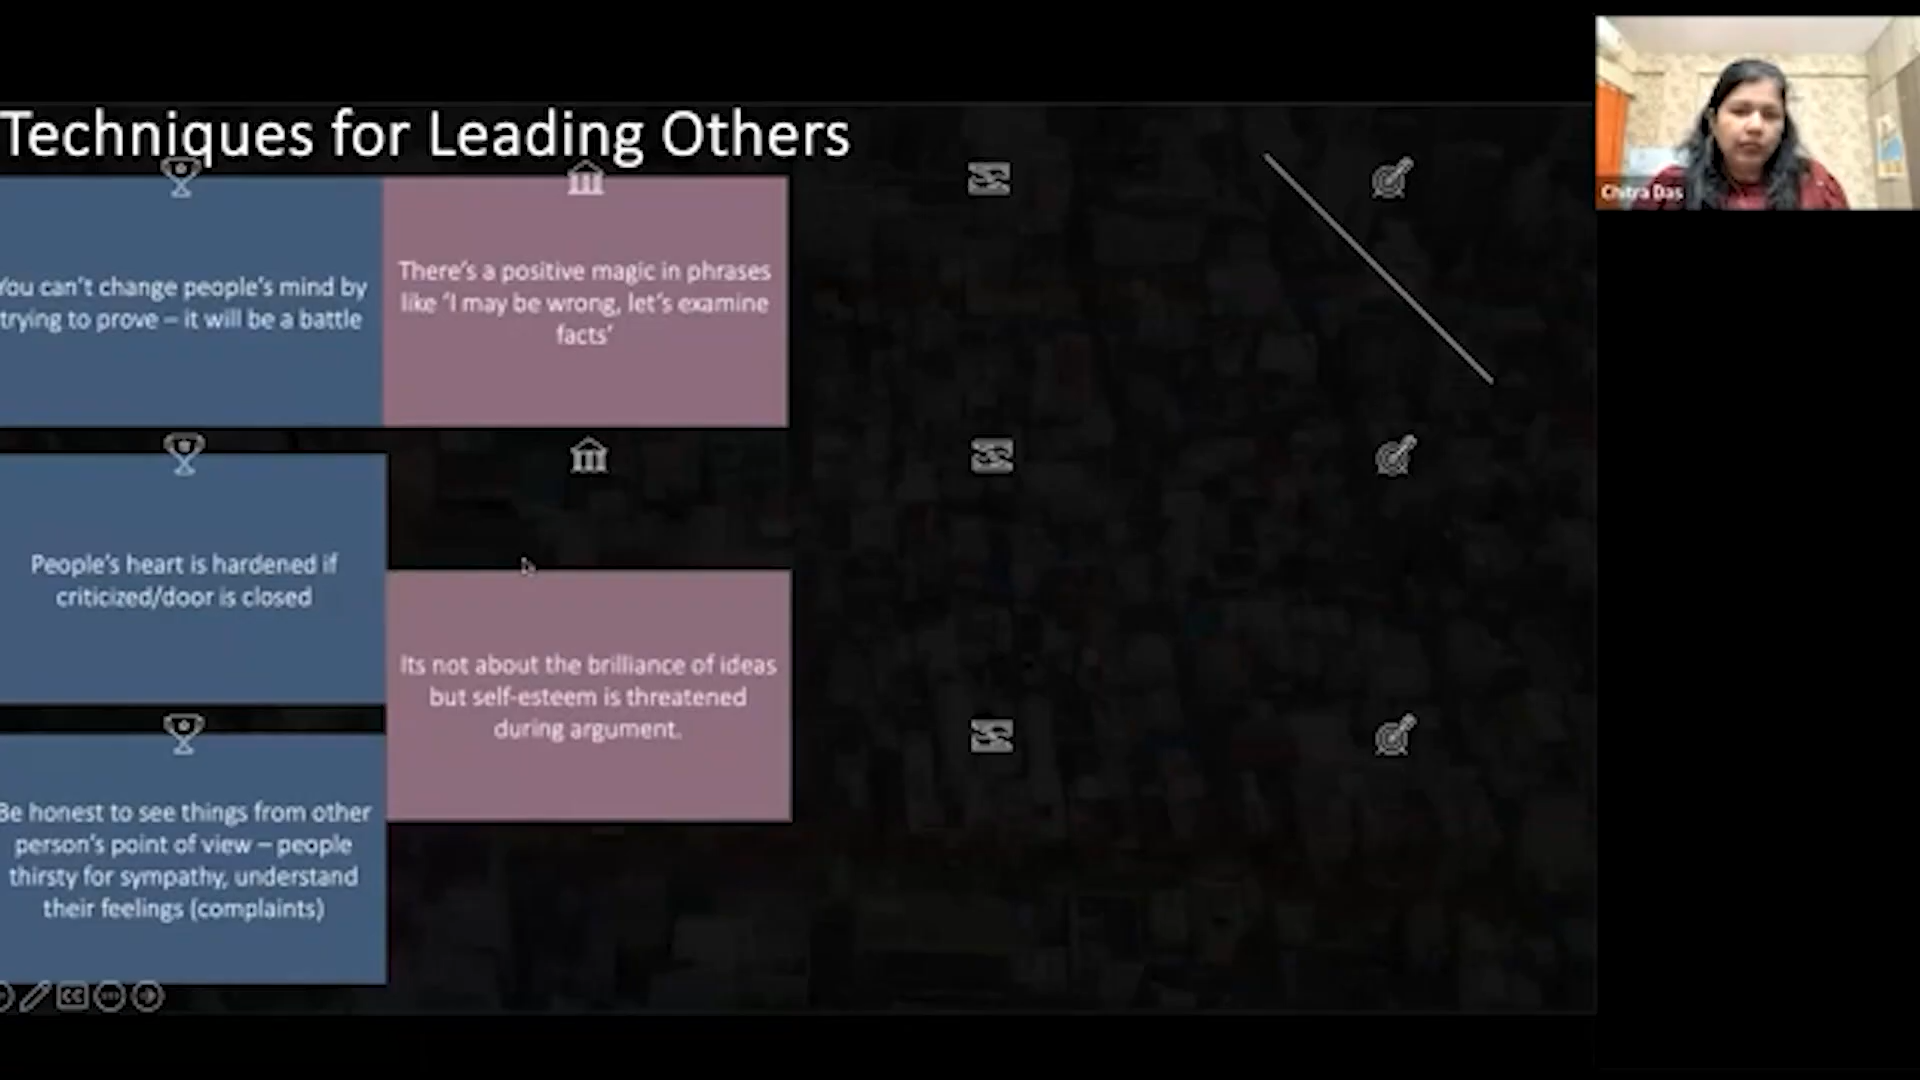 Techniques for Leading Others
You can't change people's mind by
trying to prove – it will be a battle
There's a positive magic in phrases
like 'I may be wrong, let's examine
facts'
People's heart is hardened if
criticized/door is closed
Its not about the brilliance of ideas
but self-esteem is threatened
during argument.
Be honest to see things from other
person's point of view – people
thirsty for sympathy, understand
their feelings (complaints)
CC
Chitra Das